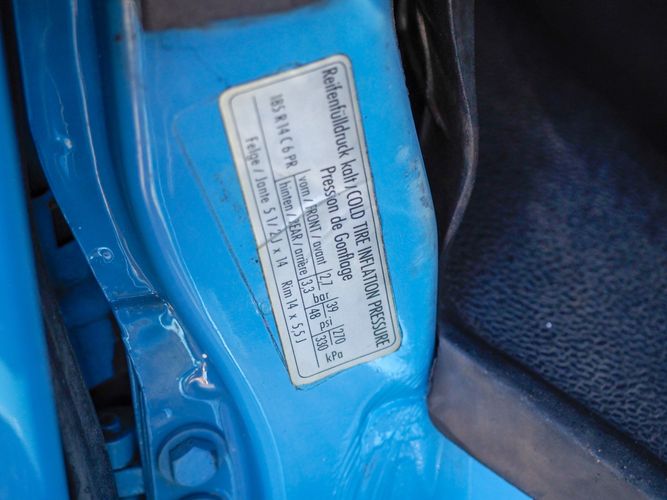 Reifenfülldruck kalt / COLD TIRE INFLATION PRESSURE
Pression de Gonflage
185 R 14 C 6 PR
vorn / FRONT / avant 2.7 39 270
hinten / REAR / arrière 3.3 48 330
bar psi kPa
Felge / Jante 5 1/2 J x 14 Rim 14 x 5,5 J